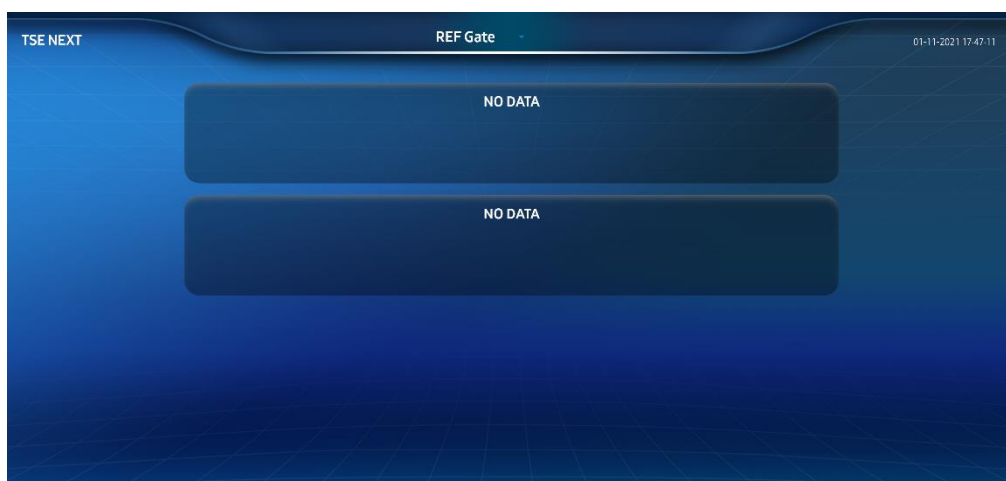 TSE NEXT
REF Gate
01-11-2021 17-47-11
NO DATA
NO DATA